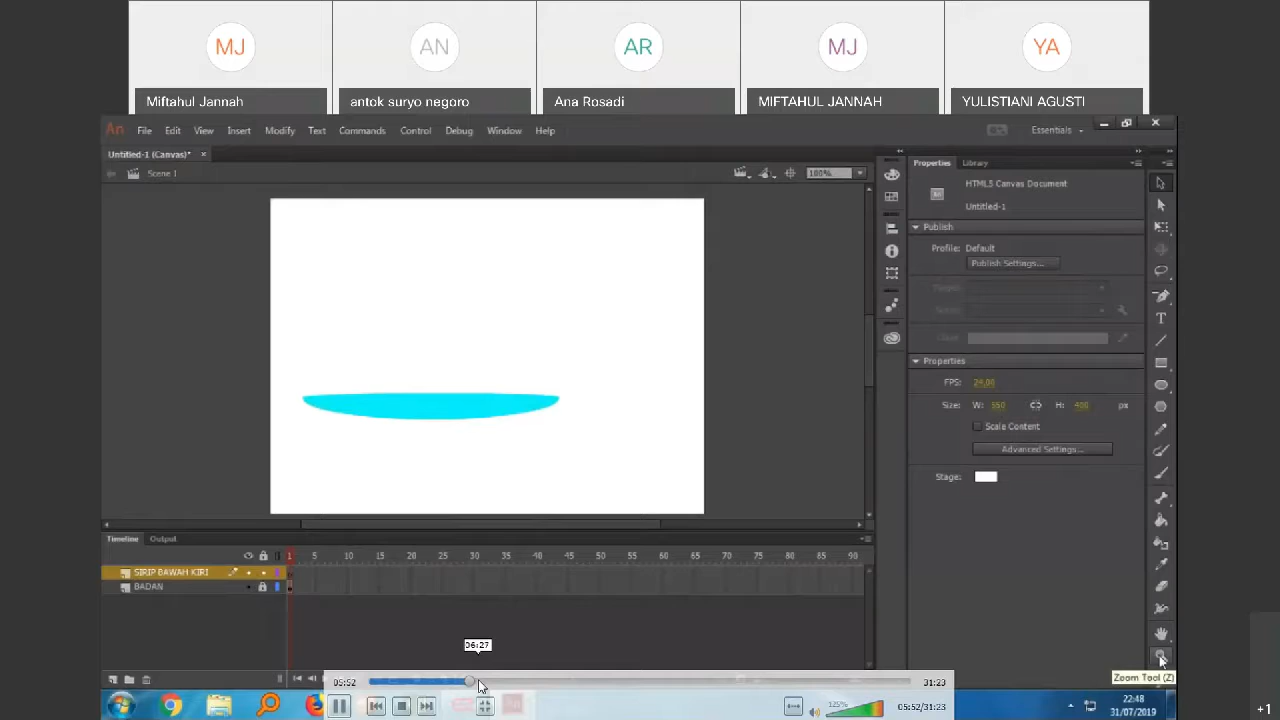 MJ
AN
AR
MJ
YA
Miftahul Jannah
antok suryo negoro
Ana Rosadi
MIFTAHUL JANNAH
YULISTIANI AGUSTI
An File Edit View Insert Modify Text Commands Control Debug Window Help
Essentials
Untitled-1 (Canvas)* ×
Scene 1
100%
Properties Library
HTML5 Canvas Document
Untitled-1
Publish
Profile: Default
Publish Settings...
Properties
FPS: 24,00
Size: W: 550 H: 400 px
Scale Content
Advanced Settings...
Stage:
Timeline Output
1 5 10 15 20 25 30 35 40 45 50 55 60 65 70 75 80 85 90
SIRIP BAWAH KIRI
BADAN
06:27
Zoom Tool (Z)
05:52
31:23
125%
05:52/31:23
22:48
31/07/2019
+1